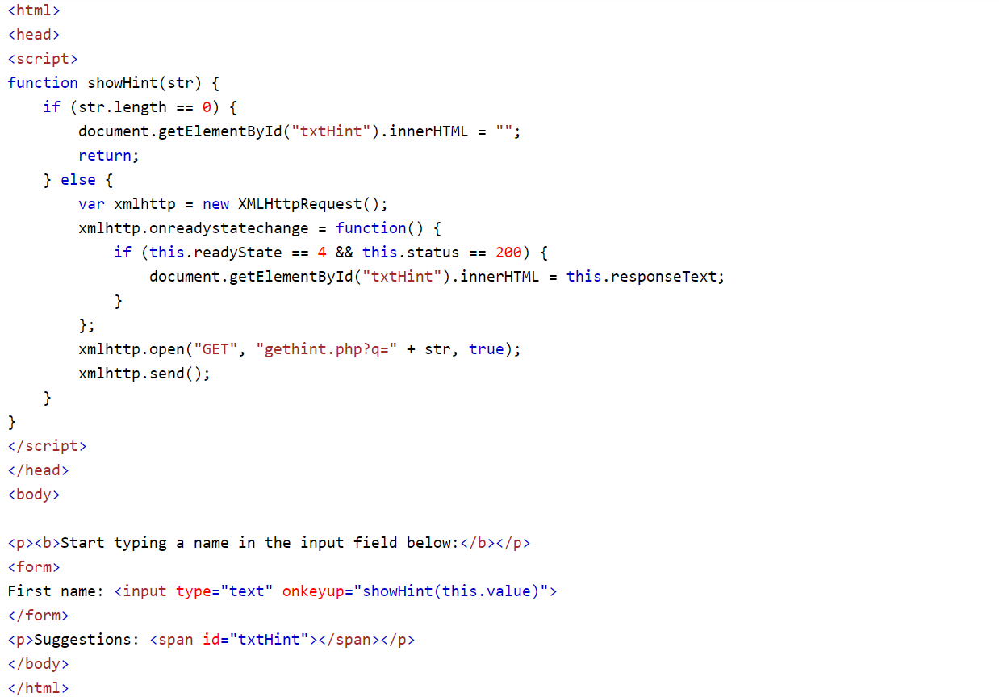 <html>
<head>
<script>
function showHint(str) {
    if (str.length == 0) {
        document.getElementById("txtHint").innerHTML = "";
        return;
    } else {
        var xmlhttp = new XMLHttpRequest();
        xmlhttp.onreadystatechange = function() {
            if (this.readyState == 4 && this.status == 200) {
                document.getElementById("txtHint").innerHTML = this.responseText;
            }
        };
        xmlhttp.open("GET", "gethint.php?q=" + str, true);
        xmlhttp.send();
    }
}
</script>
</head>
<body>

<p><b>Start typing a name in the input field below:</b></p>
<form>
First name: <input type="text" onkeyup="showHint(this.value)">
</form>
<p>Suggestions: <span id="txtHint"></span></p>
</body>
</html>